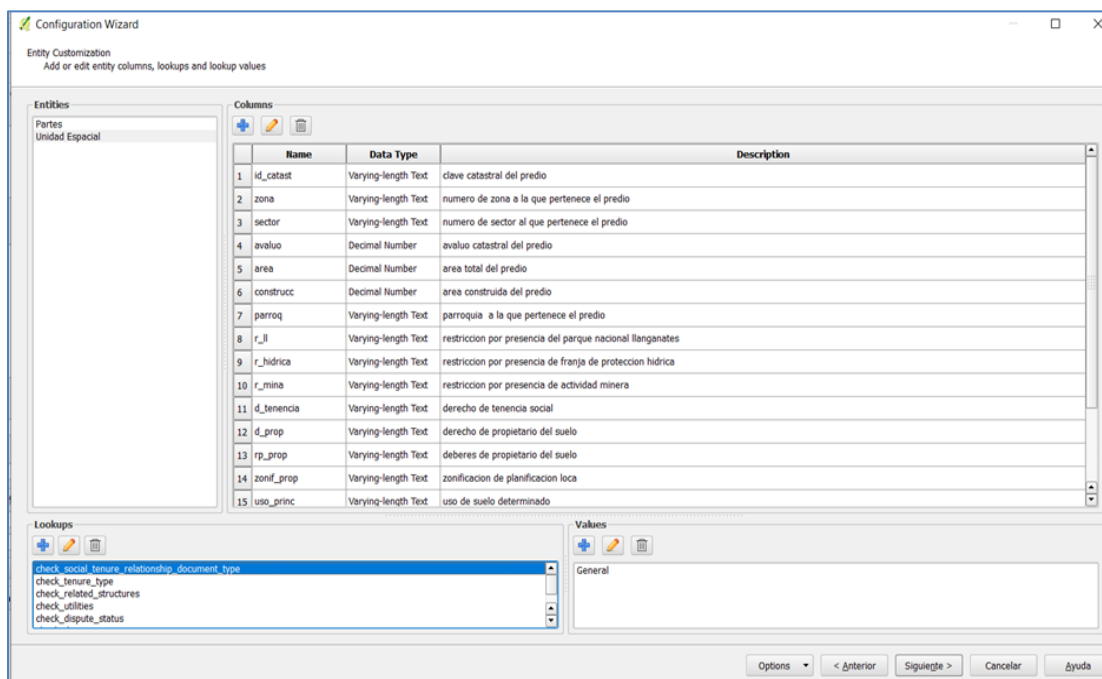 Configuration Wizard
Entity Customization
Add or edit entity columns, lookups and lookup values
Entities
Partes
Unidad Espacial
Columns
Name Data Type Description
1 id_catast Varying-length Text clave catastral del predio
2 zona Varying-length Text numero de zona a la que pertenece el predio
3 sector Varying-length Text numero de sector al que pertenece el predio
4 avaluo Decimal Number avaluo catastral del predio
5 area Decimal Number area total del predio
6 construcc Decimal Number area construida del predio
7 parroq Varying-length Text parroquia a la que pertenece el predio
8 r_ll Varying-length Text restriccion por presencia del parque nacional llanganates
9 r_hidrica Varying-length Text restriccion por presencia de franja de proteccion hidrica
10 r_mina Varying-length Text restriccion por presencia de actividad minera
11 d_tenencia Varying-length Text derecho de tenencia social
12 d_prop Varying-length Text derecho de propietario del suelo
13 rp_prop Varying-length Text deberes de propietario del suelo
14 zonif_prop Varying-length Text zonificacion de planificacion loca
15 uso_princ Varying-length Text uso de suelo determinado
Lookups
check_social_tenure_relationship_document_type
check_tenure_type
check_related_structures
check_utilities
check_dispute_status
Values
General
Options < Anterior Siguiente > Cancelar Ayuda